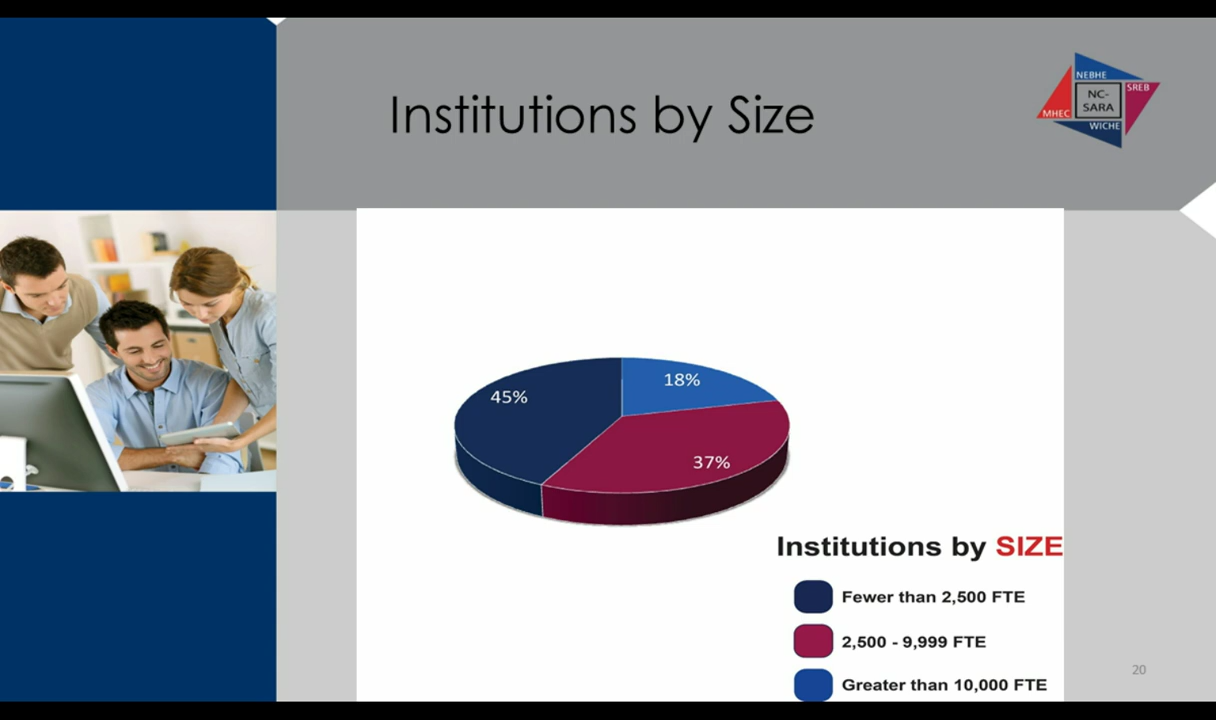 Institutions by Size
NEBHE
SREB
NC-
SARA
MHEC
WICHE
18%
45%
37%
Institutions by SIZE
Fewer than 2,500 FTE
2,500 - 9,999 FTE
Greater than 10,000 FTE
20